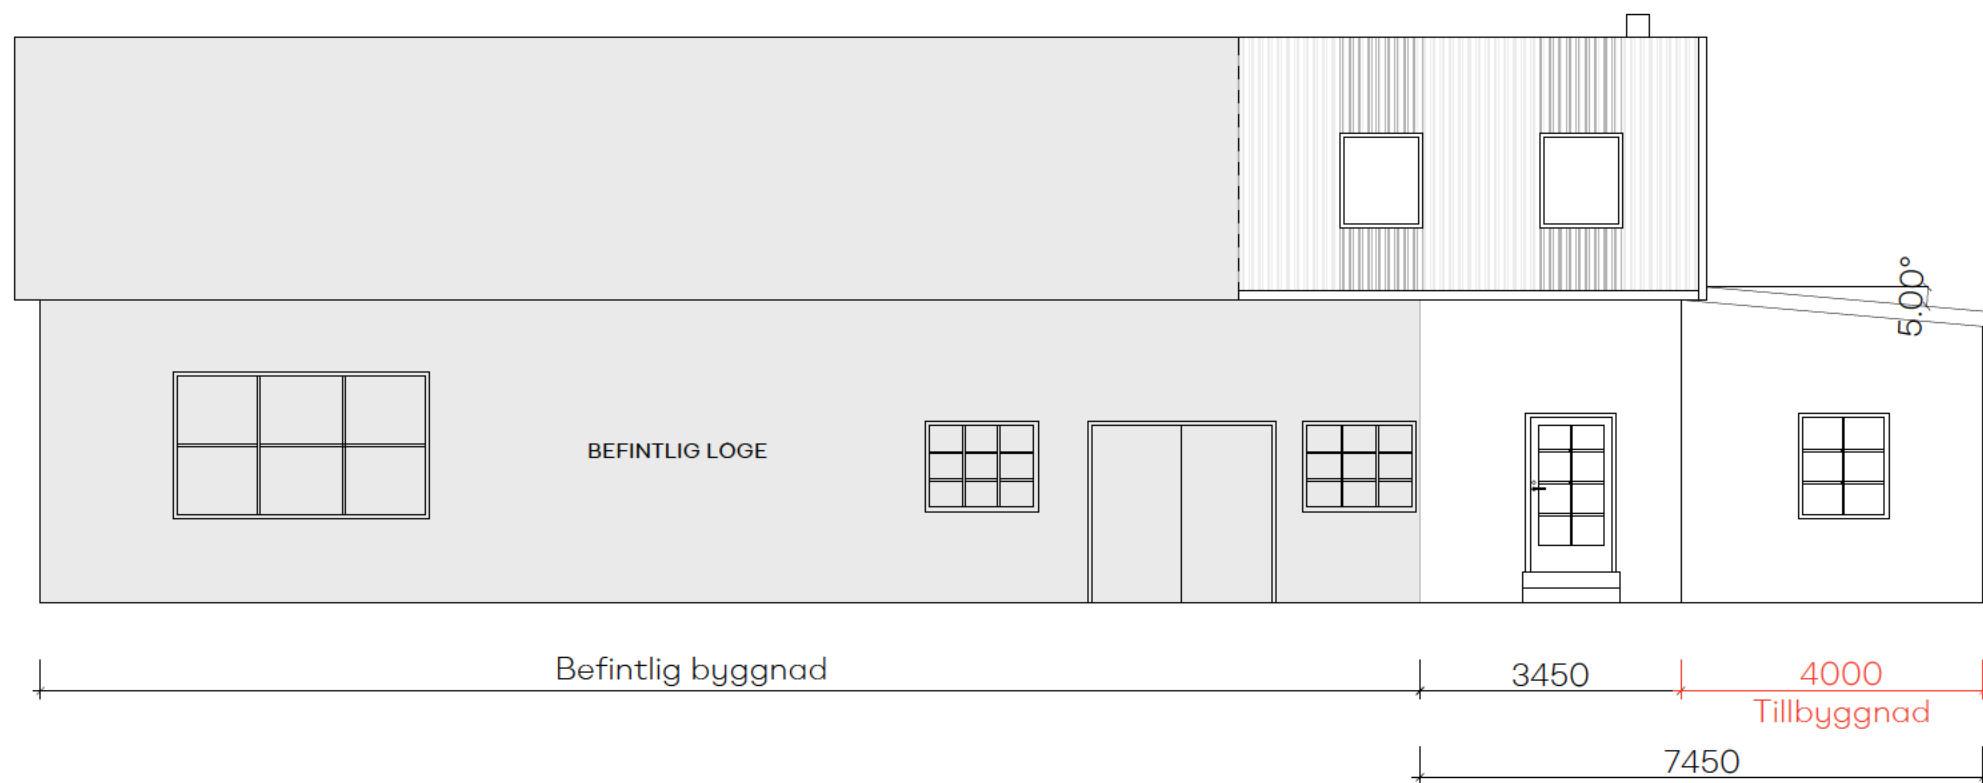 5.00°
BEFINTLIG LOGE
Befintlig byggnad
3450
4000
Tillbyggnad
7450